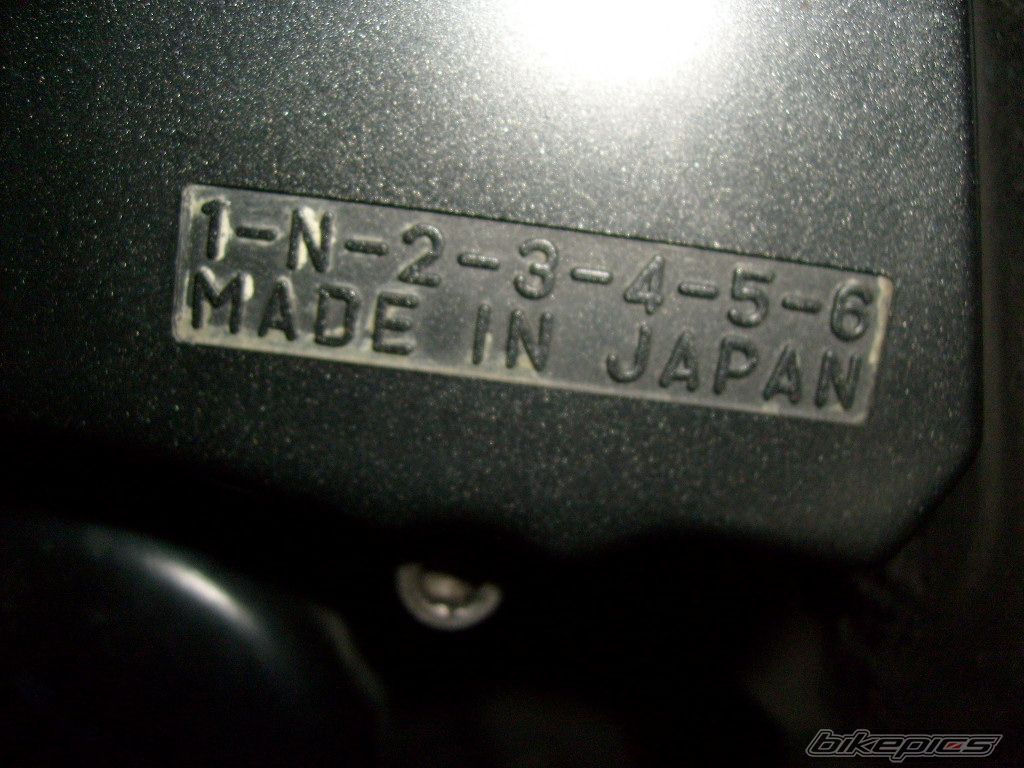 1-N-2-3-4-5-6
MADE IN JAPAN
bikepics